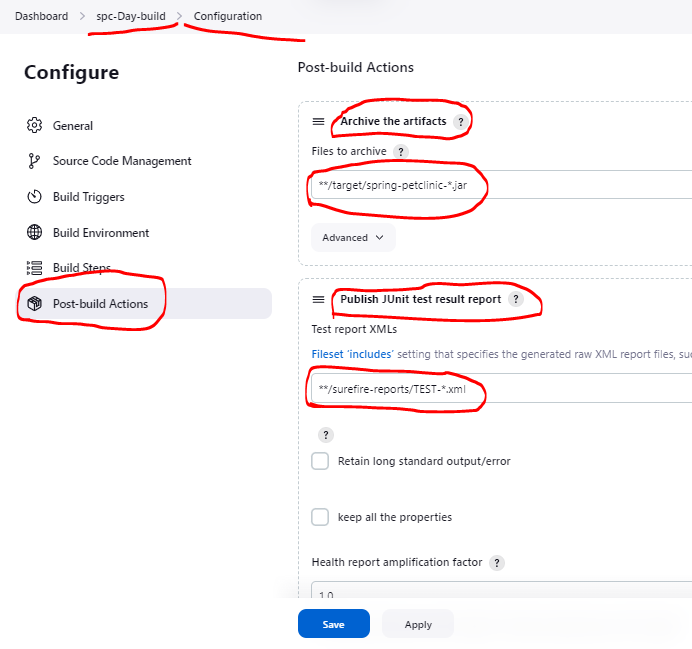 Dashboard > spc-Day-build > Configuration
Configure
General
Source Code Management
Build Triggers
Build Environment
Build Steps
Post-build Actions
Post-build Actions
Archive the artifacts ?
Files to archive ?
**/target/spring-petclinic-*.jar
Advanced
Publish JUnit test result report ?
Test report XMLs
Fileset 'includes' setting that specifies the generated raw XML report files, suc
**/surefire-reports/TEST-*.xml
?
Retain long standard output/error
keep all the properties
Health report amplification factor ?
1.0
Save
Apply